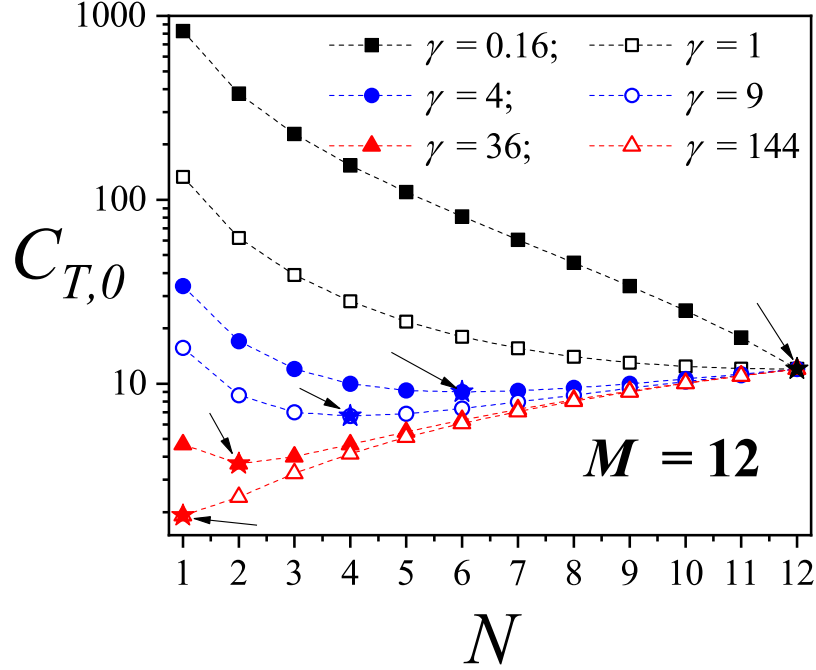 1000
γ = 0.16; γ = 1
γ = 4; γ = 9
γ = 36; γ = 144
100
C_{T,0}
10
M = 12
1 2 3 4 5 6 7 8 9 10 11 12
N